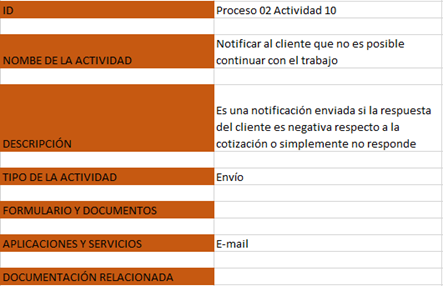 ID Proceso 02 Actividad 10
Notificar al cliente que no es posible
NOMBE DE LA ACTIVIDAD continuar con el trabajo
Es una notificación enviada si la respuesta
del cliente es negativa respecto a la
DESCRIPCIÓN cotización o simplemente no responde
TIPO DE LA ACTIVIDAD Envío
FORMULARIO Y DOCUMENTOS
APLICACIONES Y SERVICIOS E-mail
DOCUMENTACIÓN RELACIONADA